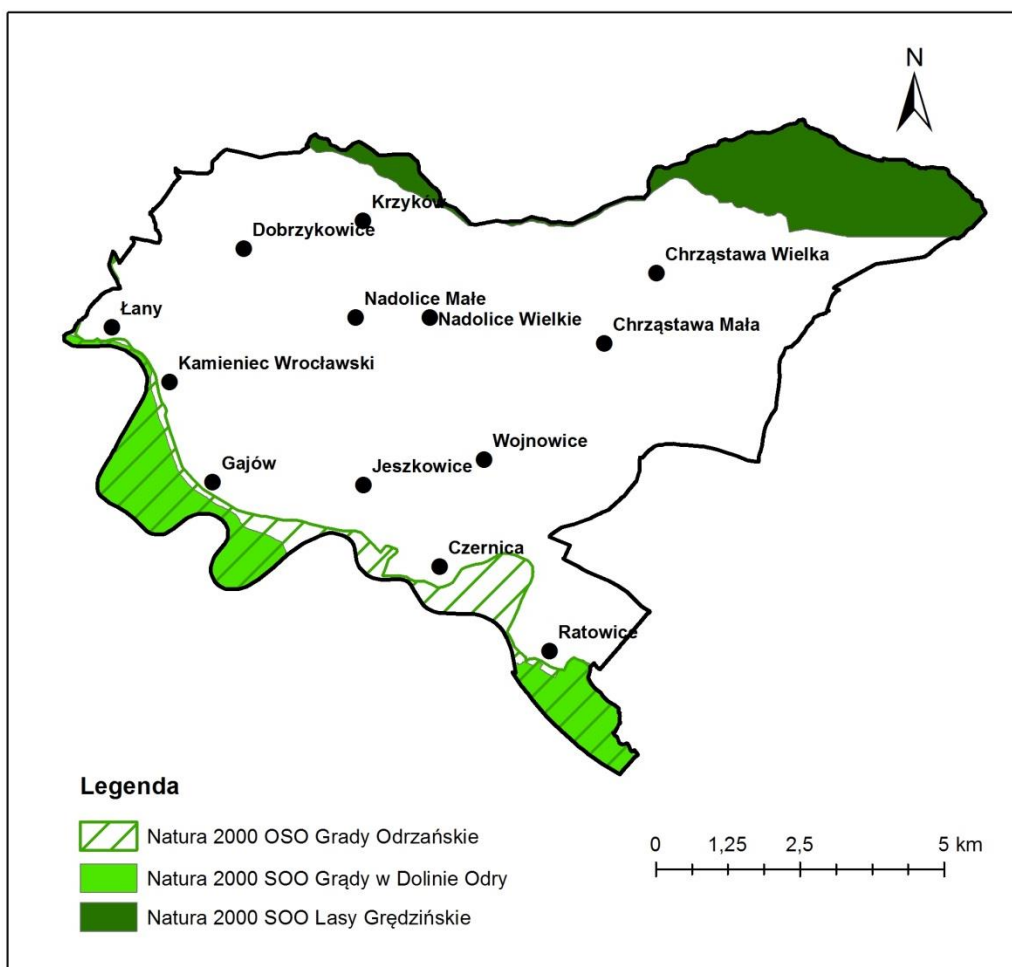 N
Krzyków
Dobrzykowice
Chrząstawa Wielka
Nadolice Małe
Łany
Nadolice Wielkie
Chrząstawa Mała
Kamieniec Wrocławski
Wojnowice
Gajów
Jeszkowice
Czernica
Ratowice
Legenda
Natura 2000 OSO Grady Odrzańskie
Natura 2000 SOO Grądy w Dolinie Odry
Natura 2000 SOO Lasy Grędzińskie
0 1,25 2,5 5 km